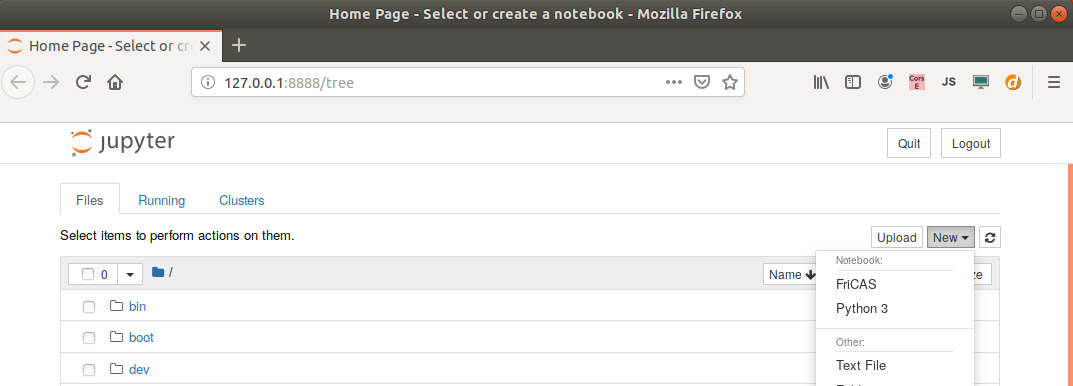 Home Page - Select or create a notebook - Mozilla Firefox
Home Page - Select or cr
127.0.0.1:8888/tree
Cors E
JS
jupyter
Quit
Logout
Files
Running
Clusters
Select items to perform actions on them.
Upload
New
0
/
Name
ze
Notebook:
FriCAS
Python 3
Other:
Text File
bin
boot
dev